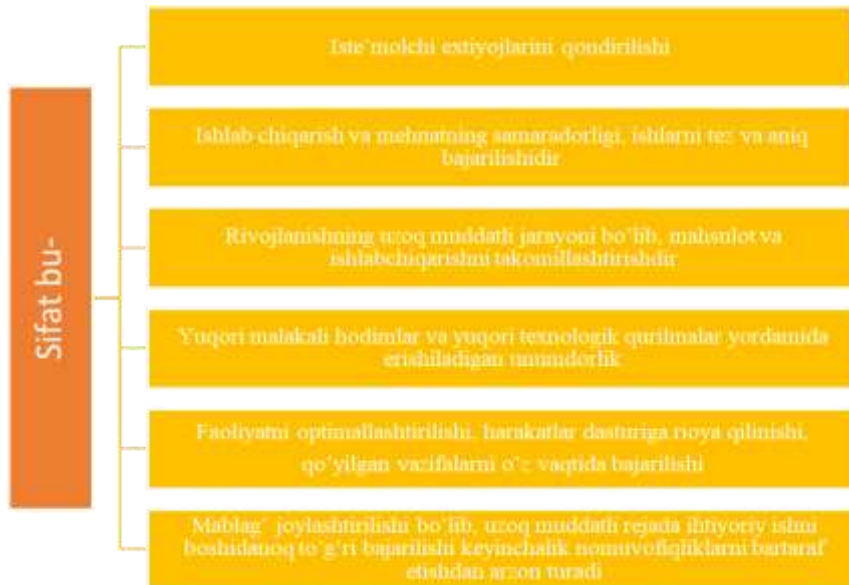 Sifat bu-
Iste'molchi extiyojlarini qondirilishi
Ishlab chiqarish va mehnatning samaradorligi, ishlarni tez va aniq
bajarilishidir
Rivojlanishning uzoq muddatli jarayoni bo'lib, mahsulot va
ishlabchiqarishni takomillashtirishdir
Yuqori malakali hodimlar va yuqori texnologik qurilmalar yordamida
erishiladigan unumdorlik
Faoliyatni optimallashtirilishi, harakatlar dasturiga rioya qilinishi,
qo'yilgan vazifalarni o'z vaqtida bajarilishi
Mablag' joylashtirilishi bo'lib, uzoq muddatli rejada ihtiyoriy ishni
boshidanoq to'g'ri bajarilishi keyinchalik nomuvofiqliklarni bartaraf
etishdan arzon turadi